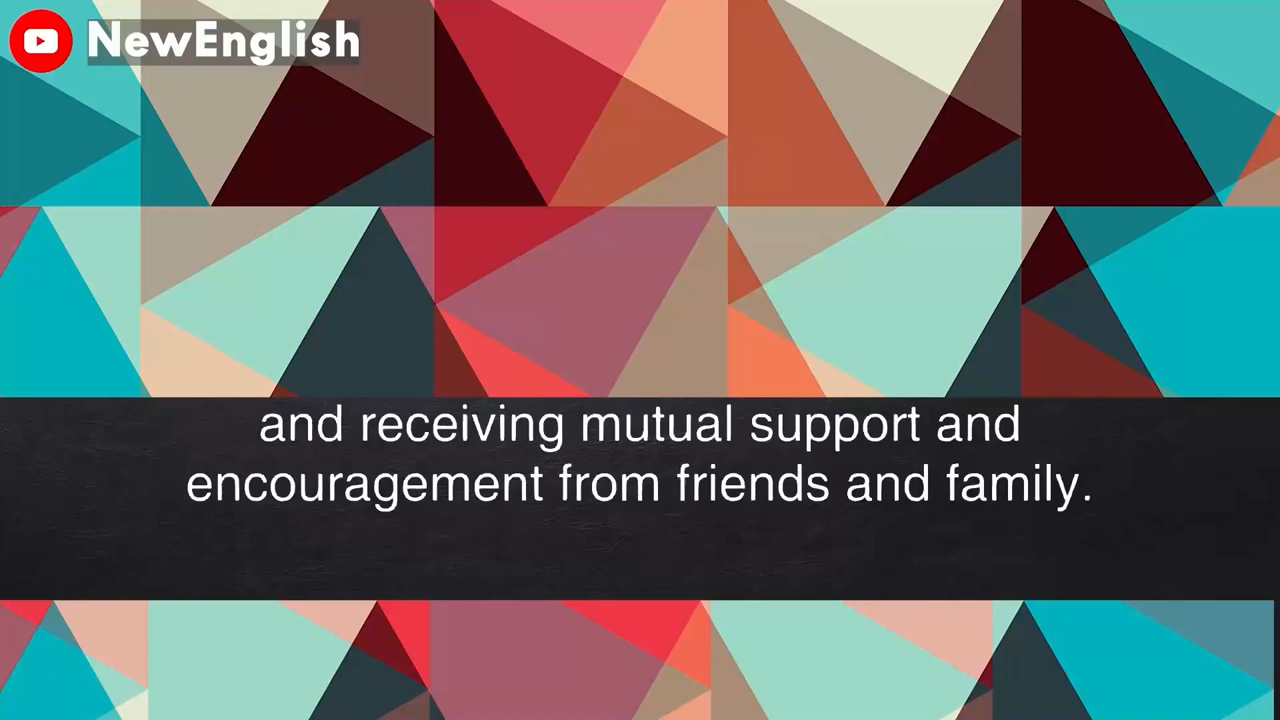 NewEnglish
and receiving mutual support and
encouragement from friends and family.